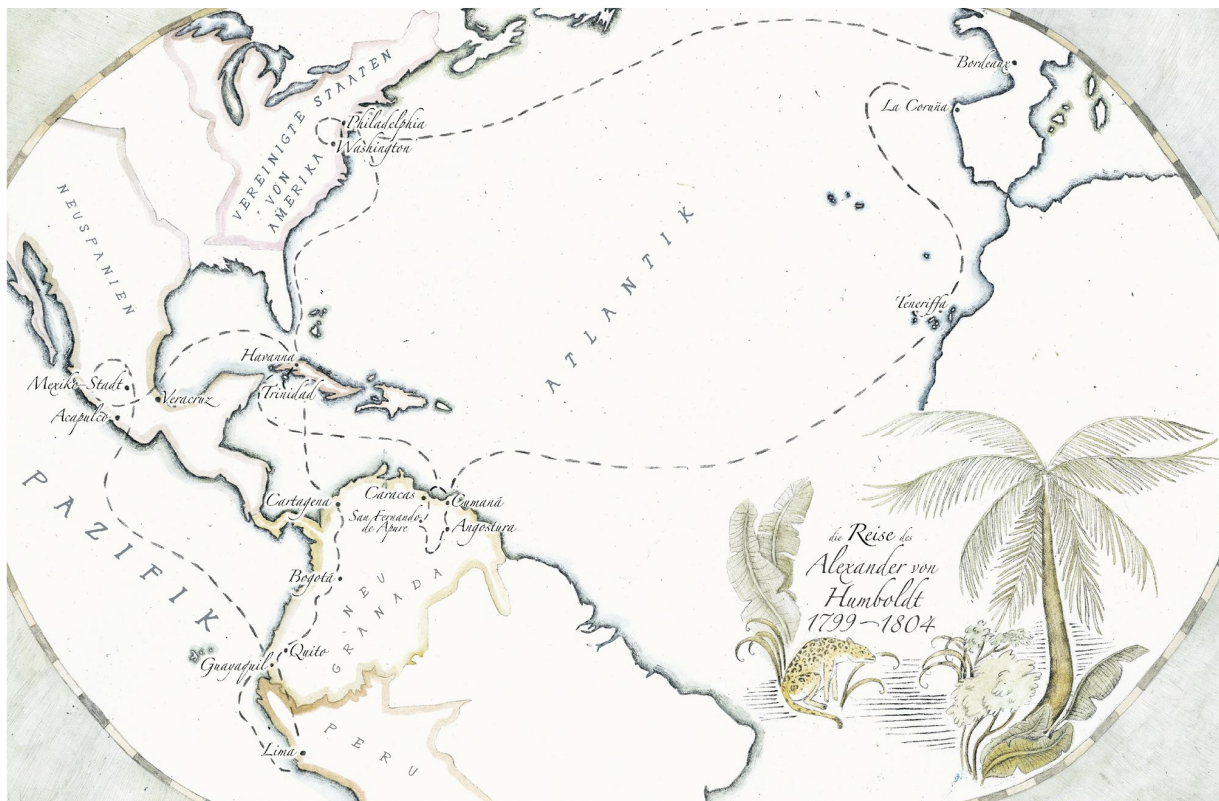 Bordeaux
La Coruña
Philadelphia
Washington
VEREINIGTE STAATEN
VON
AMERIKA
NEUSPANIEN
ATLANTIK
Teneriffa
Havanna
Mexiko-Stadt
Veracruz
Trinidad
Acapulco
PAZIFIK
Cartagena
Caracas
Cumaná
San Fernando
de Apure
Angostura
Bogotá
NEU
GRANADA
Quito
Guayaquil
Lima
PERU
die Reise des
Alexander von
Humboldt
1799–1804